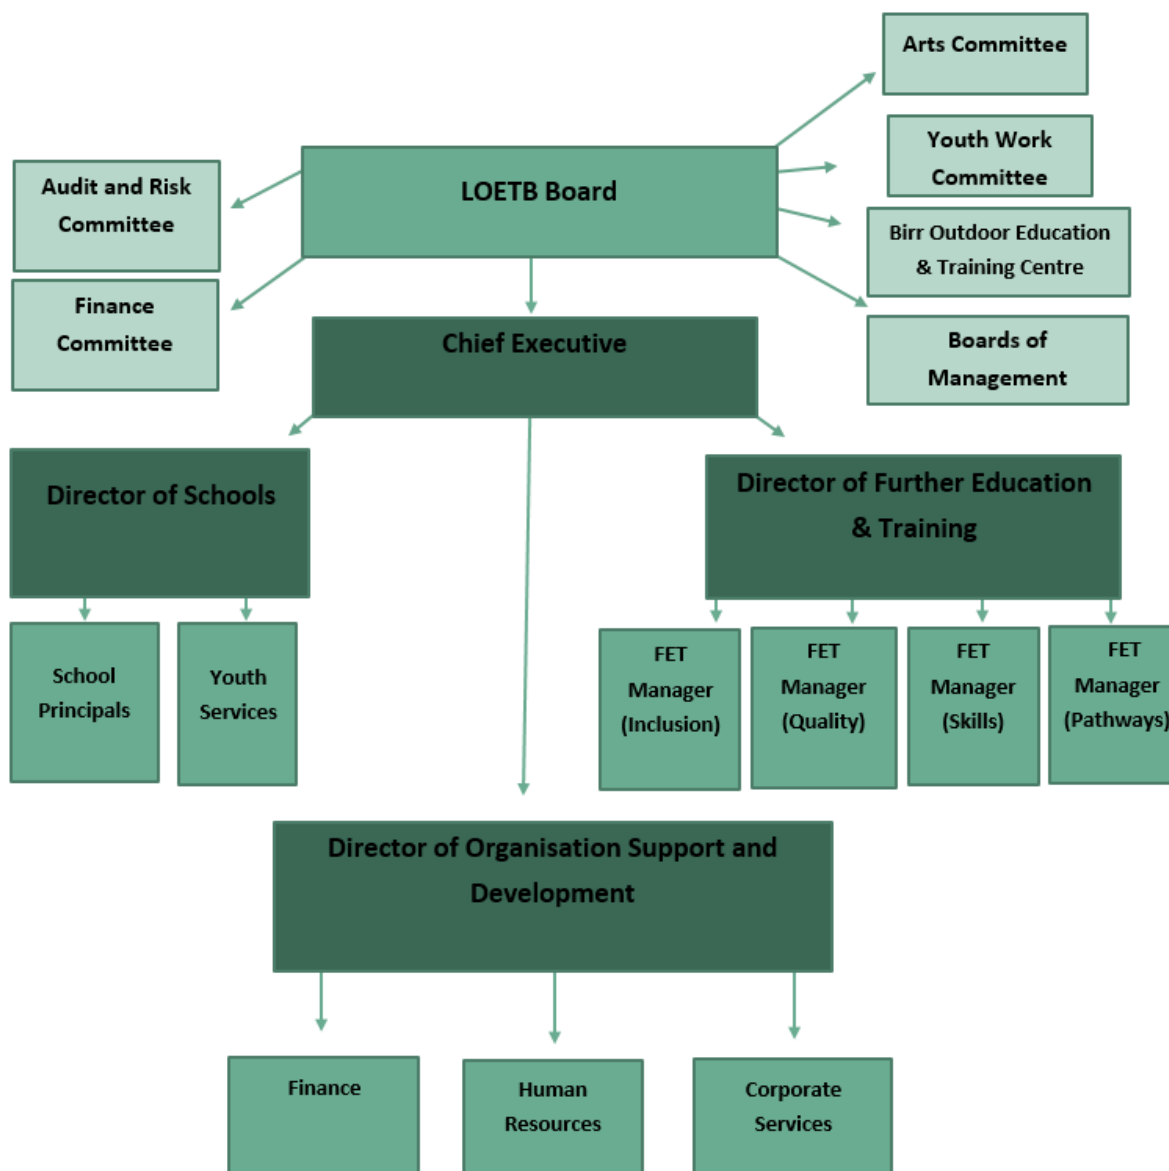 Arts Committee
Youth Work
Committee
LOETB Board
Audit and Risk
Committee
Birr Outdoor Education
& Training Centre
Finance
Committee
Boards of
Management
Chief Executive
Director of Schools
Director of Further Education
& Training
School
Principals
Youth
Services
FET
Manager
(Inclusion)
FET
Manager
(Quality)
FET
Manager
(Skills)
FET
Manager
(Pathways)
Director of Organisation Support and
Development
Finance
Human
Resources
Corporate
Services